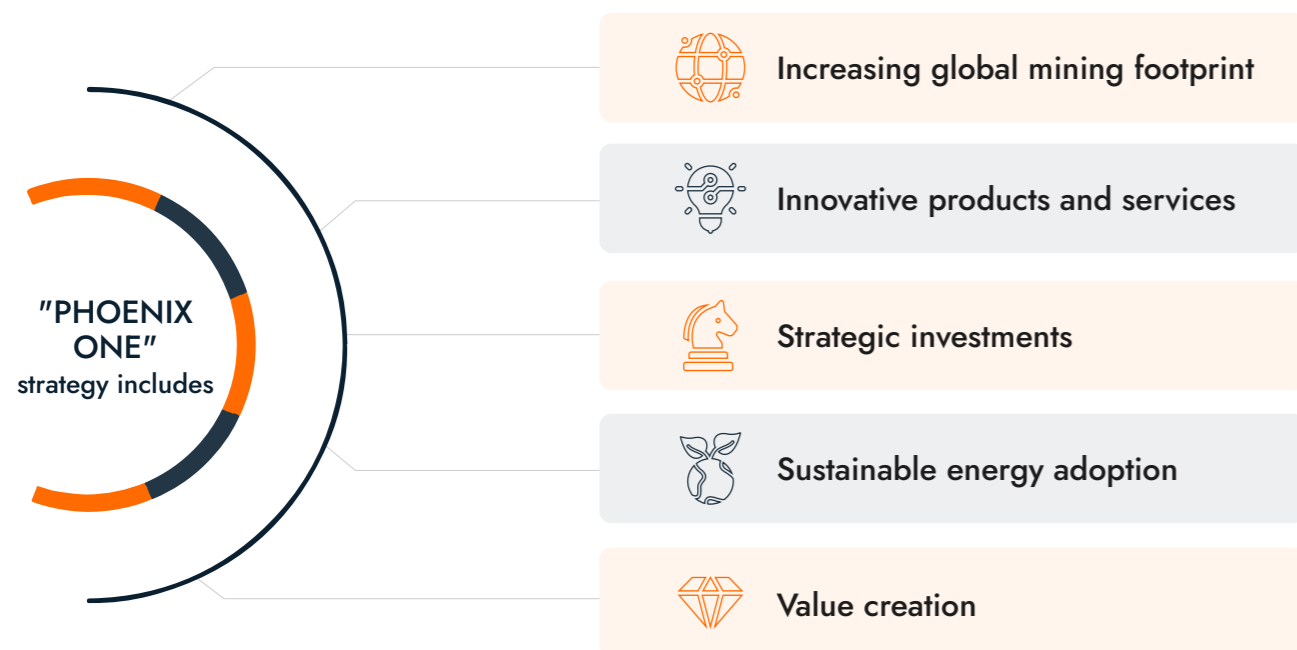 "PHOENIX
ONE"
strategy includes
Increasing global mining footprint
Innovative products and services
Strategic investments
Sustainable energy adoption
Value creation